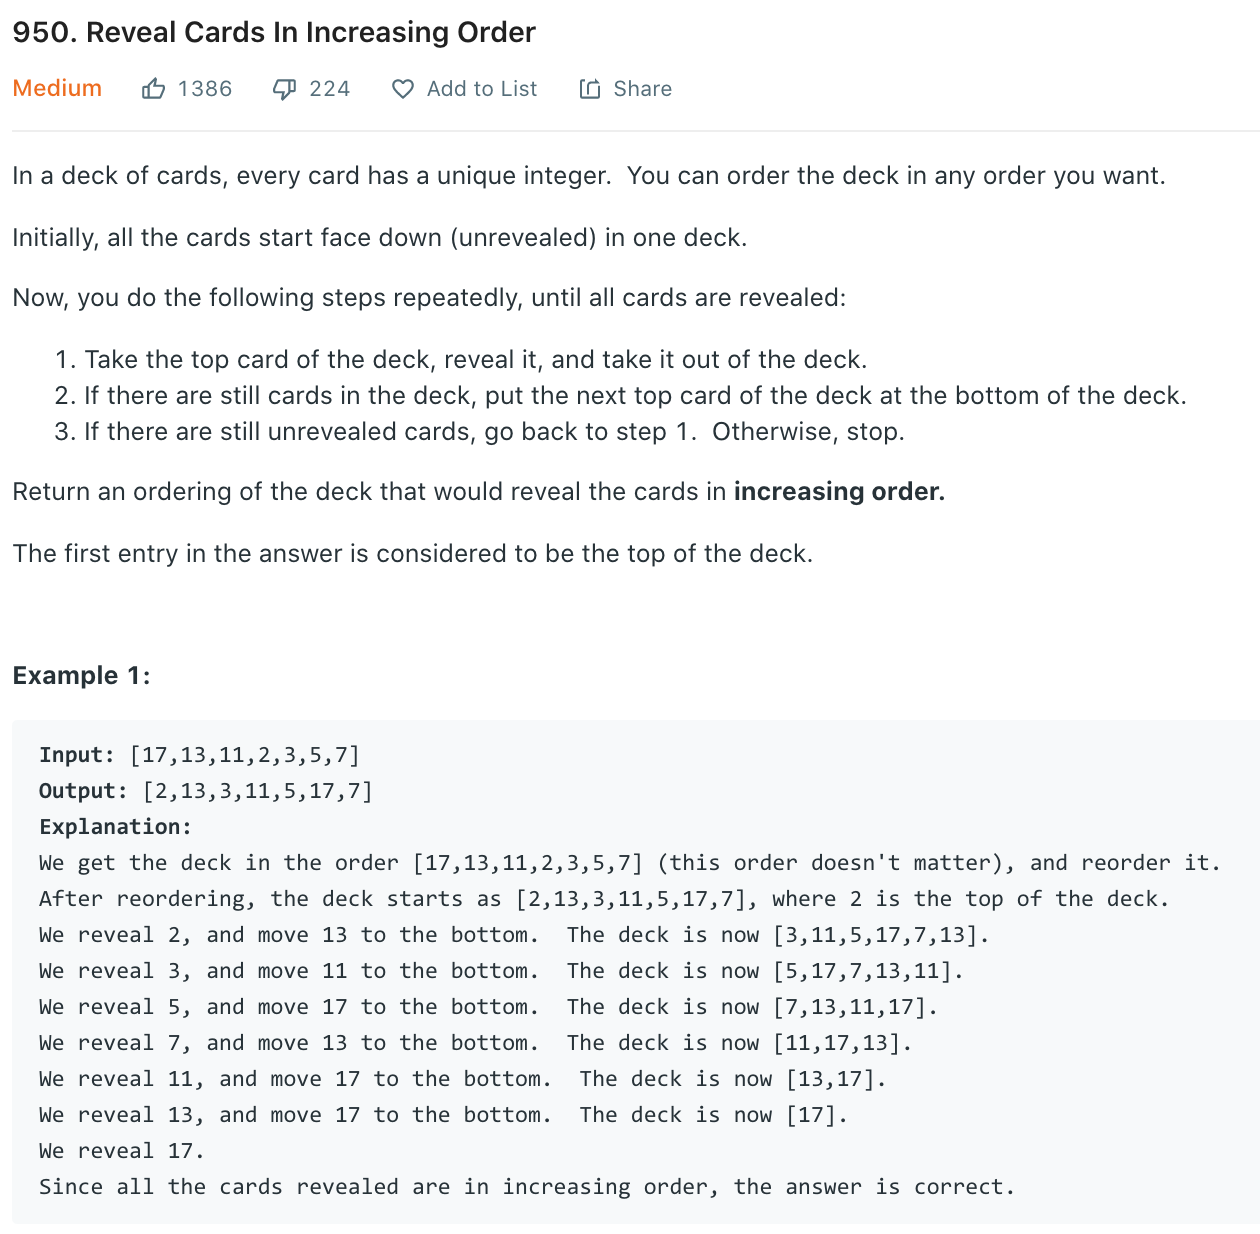 950. Reveal Cards In Increasing Order
Medium 1386 224 Add to List Share
In a deck of cards, every card has a unique integer.  You can order the deck in any order you want.
Initially, all the cards start face down (unrevealed) in one deck.
Now, you do the following steps repeatedly, until all cards are revealed:
1. Take the top card of the deck, reveal it, and take it out of the deck.
2. If there are still cards in the deck, put the next top card of the deck at the bottom of the deck.
3. If there are still unrevealed cards, go back to step 1.  Otherwise, stop.
Return an ordering of the deck that would reveal the cards in increasing order.
The first entry in the answer is considered to be the top of the deck.
Example 1:
Input: [17,13,11,2,3,5,7]
Output: [2,13,3,11,5,17,7]
Explanation:
We get the deck in the order [17,13,11,2,3,5,7] (this order doesn't matter), and reorder it.
After reordering, the deck starts as [2,13,3,11,5,17,7], where 2 is the top of the deck.
We reveal 2, and move 13 to the bottom.  The deck is now [3,11,5,17,7,13].
We reveal 3, and move 11 to the bottom.  The deck is now [5,17,7,13,11].
We reveal 5, and move 17 to the bottom.  The deck is now [7,13,11,17].
We reveal 7, and move 13 to the bottom.  The deck is now [11,17,13].
We reveal 11, and move 17 to the bottom.  The deck is now [13,17].
We reveal 13, and move 17 to the bottom.  The deck is now [17].
We reveal 17.
Since all the cards revealed are in increasing order, the answer is correct.